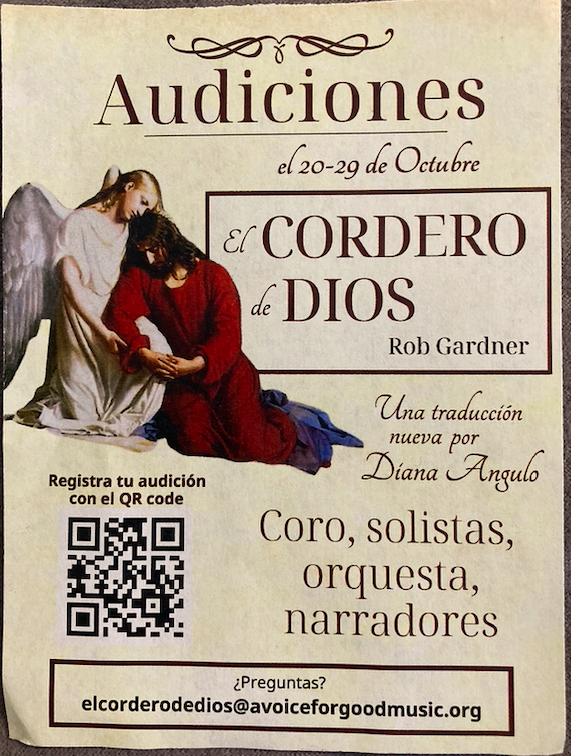 Audiciones
el 20-29 de Octubre
El CORDERO
de DIOS
Rob Gardner
Una traducción
nueva por
Diana Angulo
Registra tu audición
con el QR code
Coro, solistas,
orquesta,
narradores
¿Preguntas?
elcorderodedios@avoiceforgoodmusic.org